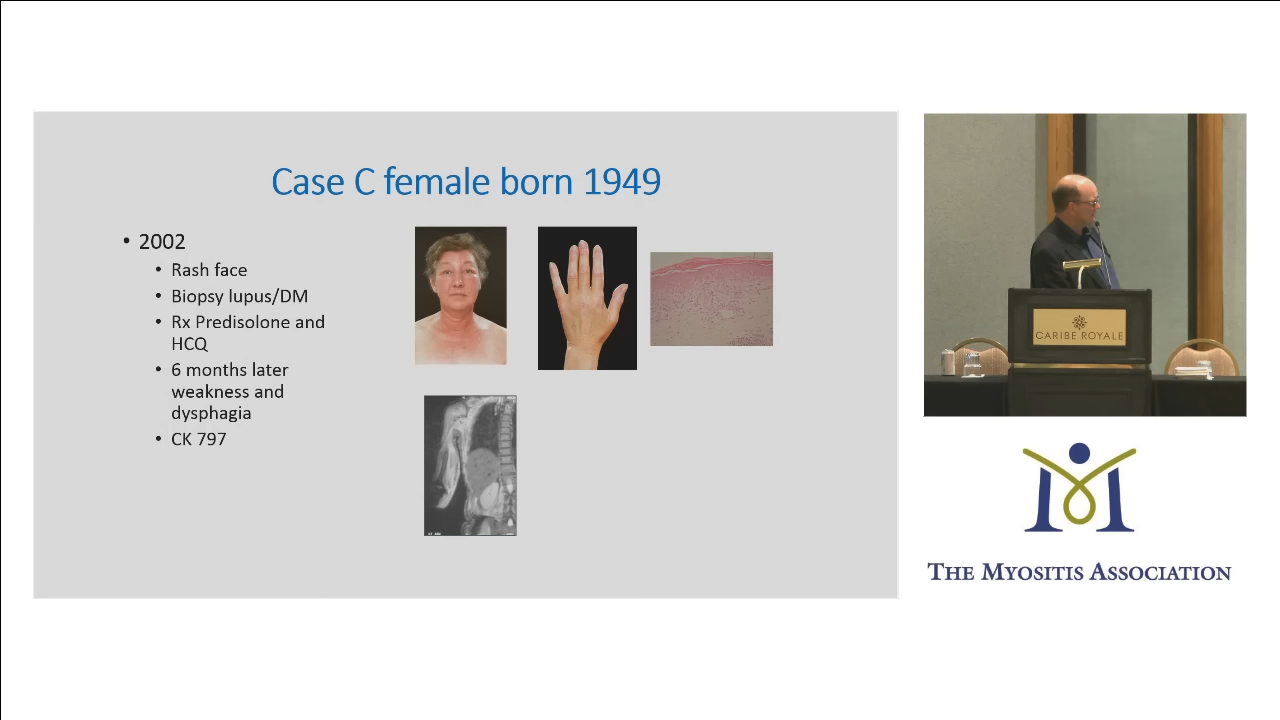 Case C female born 1949
• 2002
• Rash face
• Biopsy lupus/DM
• Rx Predisolone and
HCQ
• 6 months later
weakness and
dysphagia
• CK 797
CARIBE ROYALE
THE MYOSITIS ASSOCIATION